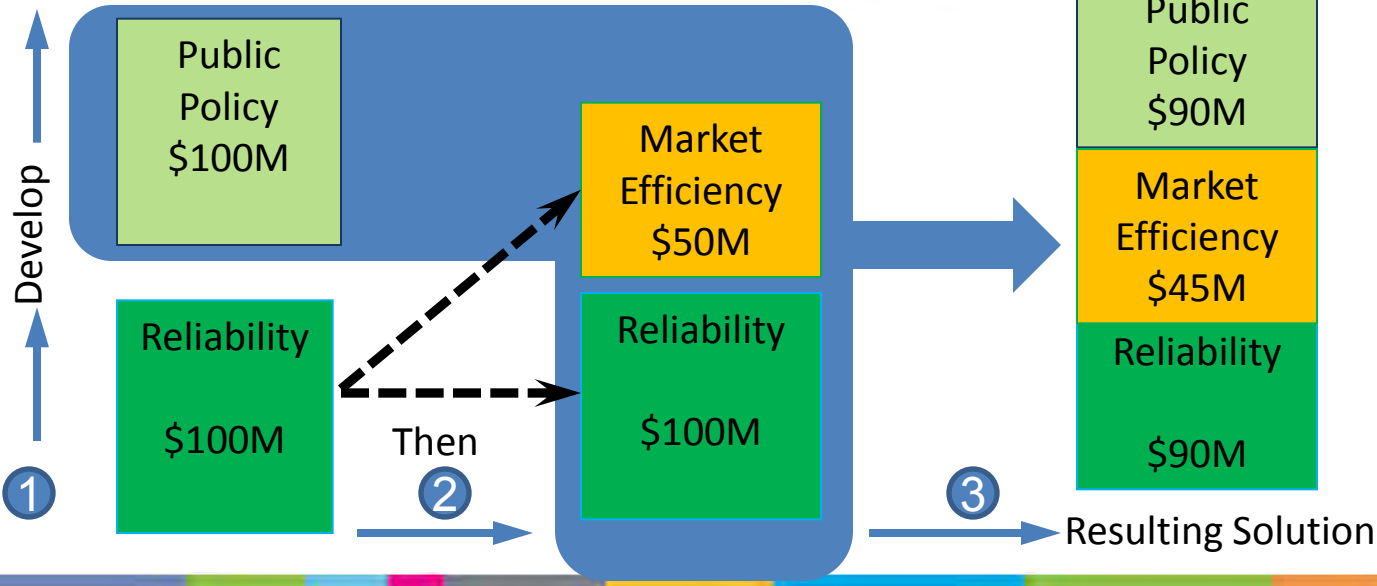 Develop
Public
Policy
$100M
Reliability
$100M
1
Then
2
Market
Efficiency
$50M
Reliability
$100M
3
Public
Policy
$90M
Market
Efficiency
$45M
Reliability
$90M
Resulting Solution